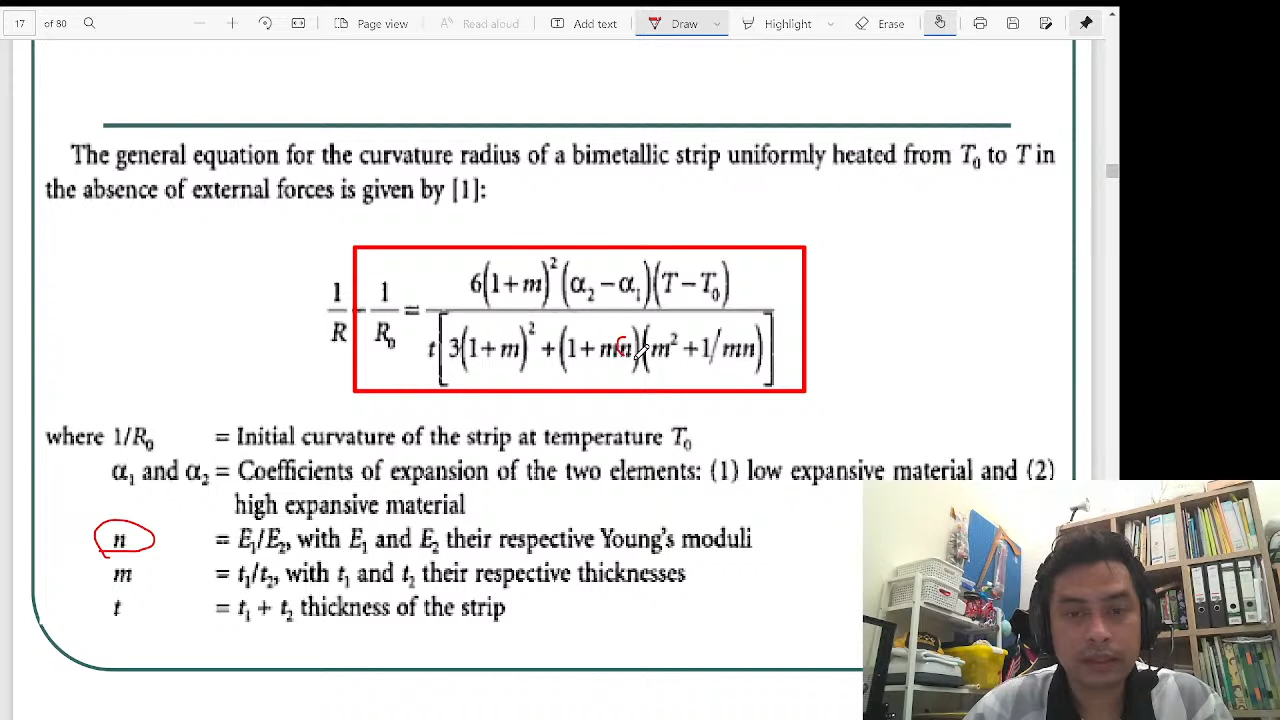 17 of 80 Page view Read aloud Add text Draw Highlight Erase
The general equation for the curvature radius of a bimetallic strip uniformly heated from T₀ to T in
the absence of external forces is given by [1]:
1/R - 1/R₀ = 6(1+m)²(α₂-α₁)(T-T₀) / t[3(1+m)²+(1+mn)(m²+1/mn)]
where 1/R₀ = Initial curvature of the strip at temperature T₀
α₁ and α₂ = Coefficients of expansion of the two elements: (1) low expansive material and (2)
high expansive material
n = E₁/E₂, with E₁ and E₂ their respective Young's moduli
m = t₁/t₂, with t₁ and t₂ their respective thicknesses
t = t₁ + t₂ thickness of the strip